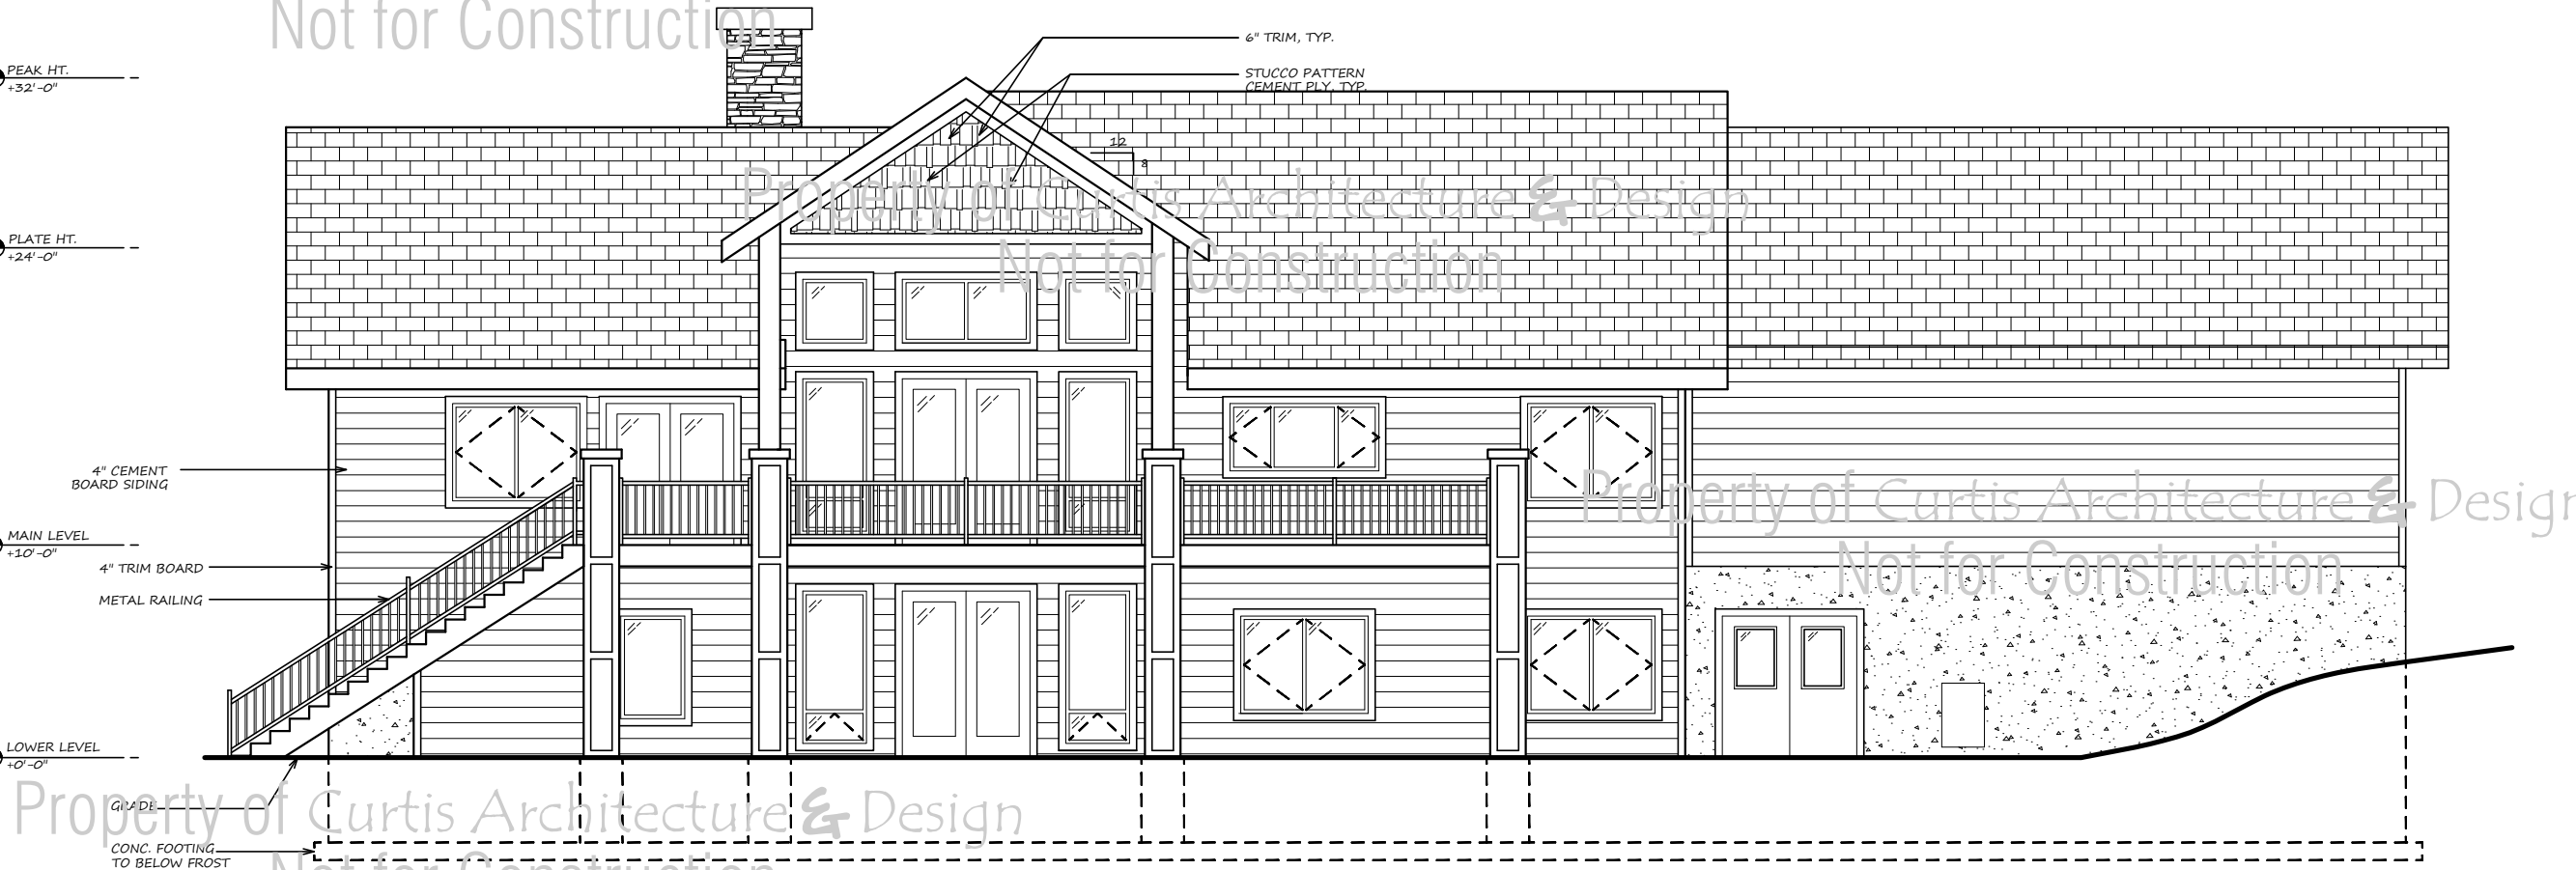 Not for Construction
6" TRIM, TYP.
PEAK HT.
+32'-0"
STUCCO PATTERN
CEMENT PLY, TYP.
12
8
Property of Curtis Architecture & Design
Not for Construction
PLATE HT.
+24'-0"
4" CEMENT
BOARD SIDING
Property of Curtis Architecture & Design
Not for Construction
MAIN LEVEL
+10'-0"
4" TRIM BOARD
METAL RAILING
LOWER LEVEL
+0'-0"
GRADE
Property of Curtis Architecture & Design
CONC. FOOTING
TO BELOW FROST
Not for Construction